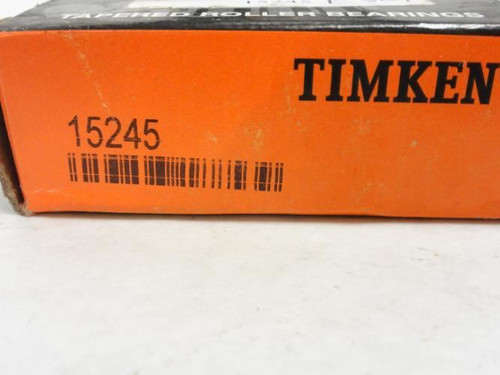 TAPERED ROLLER BEARINGS
TIMKEN
15245